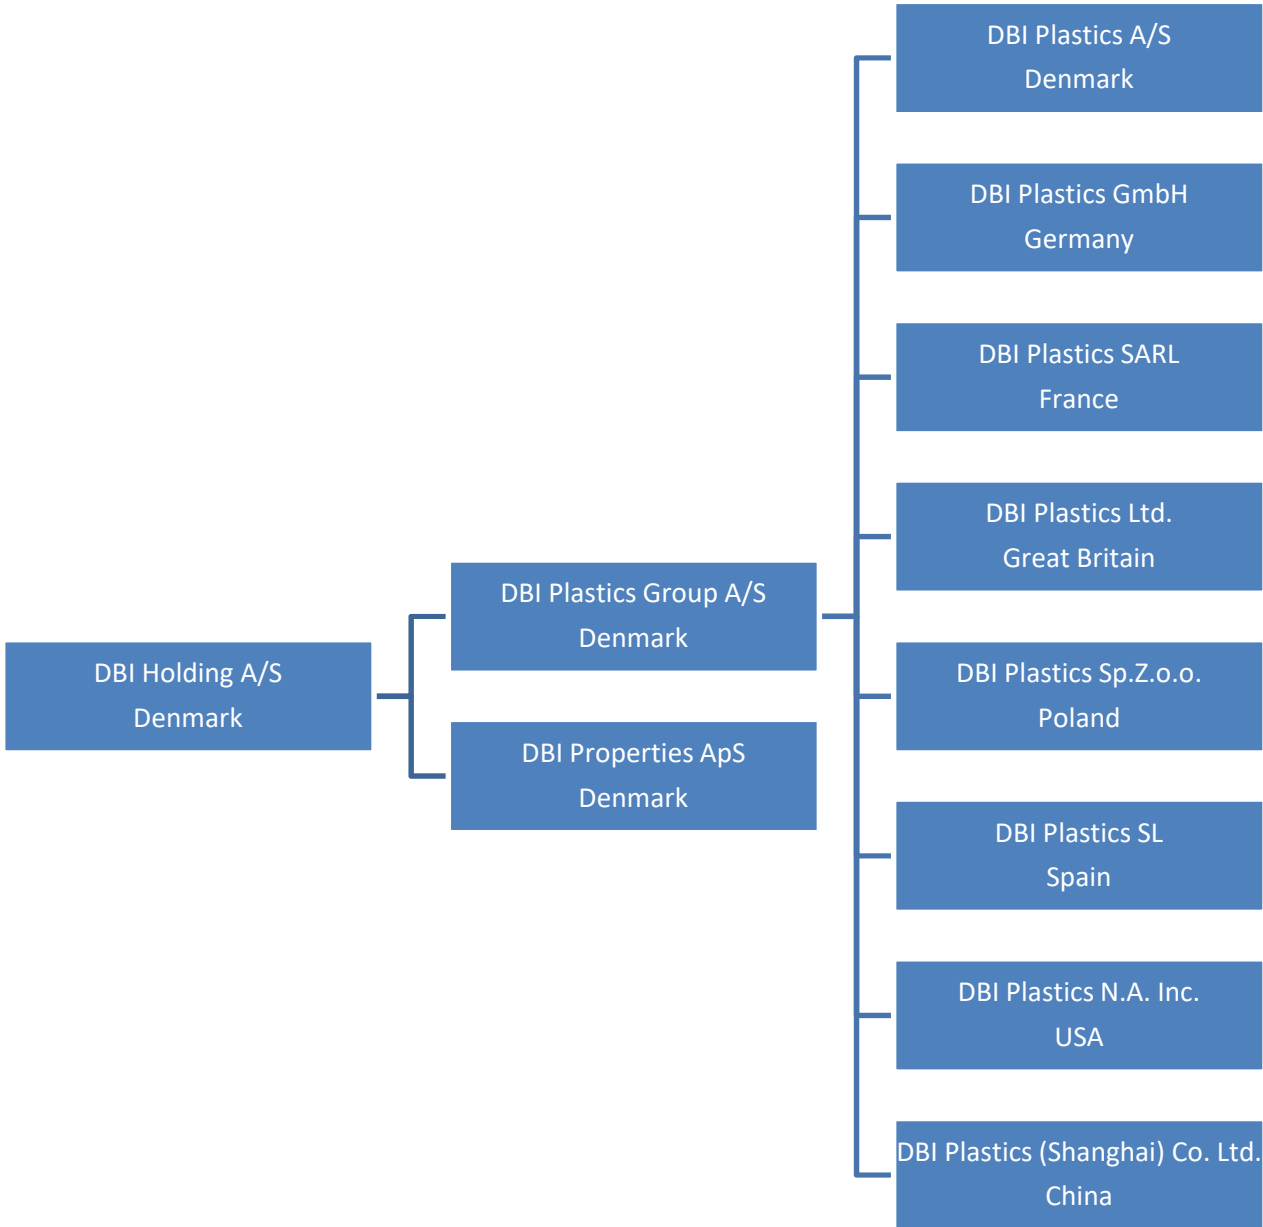 DBI Holding A/S
Denmark
DBI Plastics Group A/S
Denmark
DBI Properties ApS
Denmark
DBI Plastics A/S
Denmark
DBI Plastics GmbH
Germany
DBI Plastics SARL
France
DBI Plastics Ltd.
Great Britain
DBI Plastics Sp.Z.o.o.
Poland
DBI Plastics SL
Spain
DBI Plastics N.A. Inc.
USA
DBI Plastics (Shanghai) Co. Ltd.
China